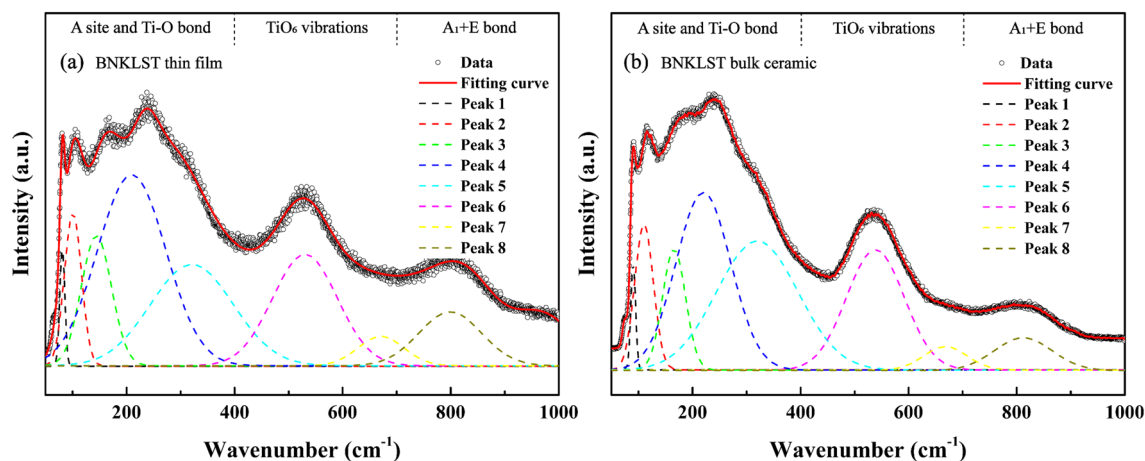 A site and Ti-O bond
TiO₆ vibrations
A₁+E bond
(a) BNKLST thin film
Data
Fitting curve
Peak 1
Peak 2
Peak 3
Peak 4
Peak 5
Peak 6
Peak 7
Peak 8
Intensity (a.u.)
200 400 600 800 1000
Wavenumber (cm⁻¹)
A site and Ti-O bond
TiO₆ vibrations
A₁+E bond
(b) BNKLST bulk ceramic
Data
Fitting curve
Peak 1
Peak 2
Peak 3
Peak 4
Peak 5
Peak 6
Peak 7
Peak 8
Intensity (a.u.)
200 400 600 800 1000
Wavenumber (cm⁻¹)